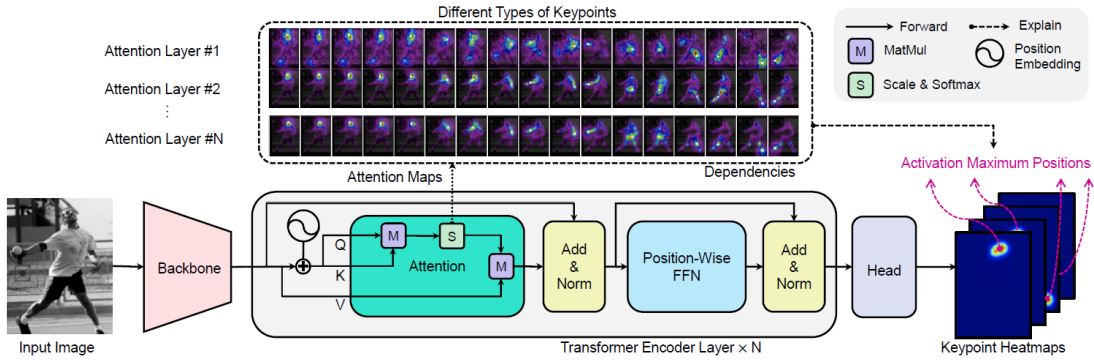 Different Types of Keypoints
Attention Layer #1
Attention Layer #2
⋮
Attention Layer #N
Forward
Explain
M
MatMul
Position
Embedding
S
Scale & Softmax
Attention Maps
Dependencies
Activation Maximum Positions
Input Image
Backbone
Q
K
V
M
S
M
Attention
Add
&
Norm
Position-Wise
FFN
Add
&
Norm
Head
Transformer Encoder Layer × N
Keypoint Heatmaps